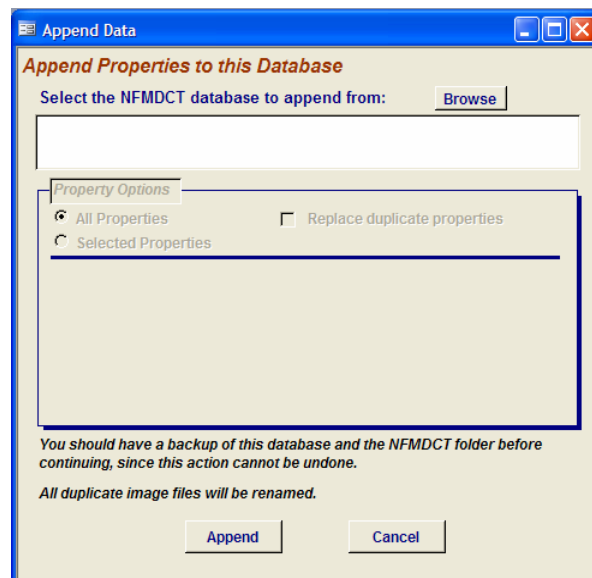 Append Data
Append Properties to this Database
Select the NFMDCT database to append from: Browse
Property Options
All Properties Replace duplicate properties
Selected Properties
You should have a backup of this database and the NFMDCT folder before
continuing, since this action cannot be undone.
All duplicate image files will be renamed.
Append Cancel